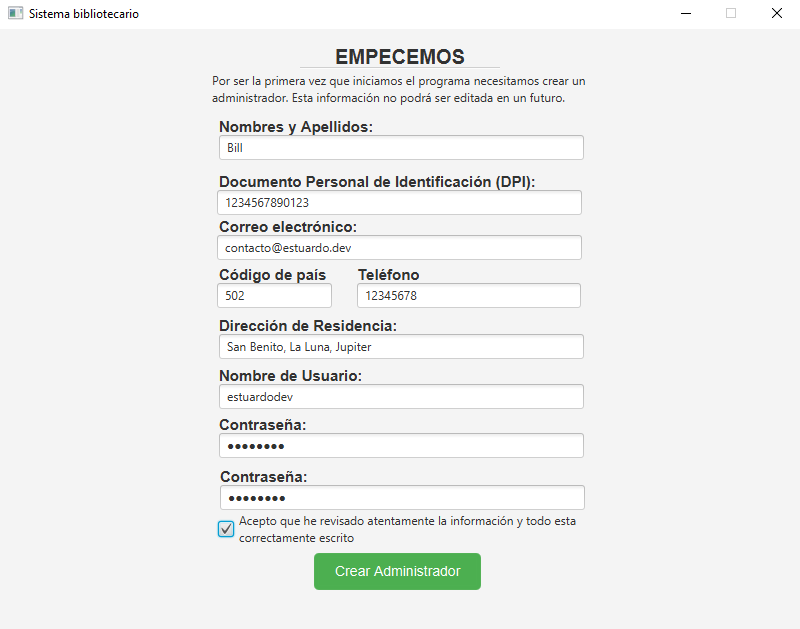 Sistema bibliotecario
EMPECEMOS
Por ser la primera vez que iniciamos el programa necesitamos crear un
administrador. Esta información no podrá ser editada en un futuro.
Nombres y Apellidos:
Bill
Documento Personal de Identificación (DPI):
1234567890123
Correo electrónico:
contacto@estuardo.dev
Código de país Teléfono
502 12345678
Dirección de Residencia:
San Benito, La Luna, Jupiter
Nombre de Usuario:
estuardodev
Contraseña:
••••••••
Contraseña:
••••••••
Acepto que he revisado atentamente la información y todo esta
correctamente escrito
Crear Administrador